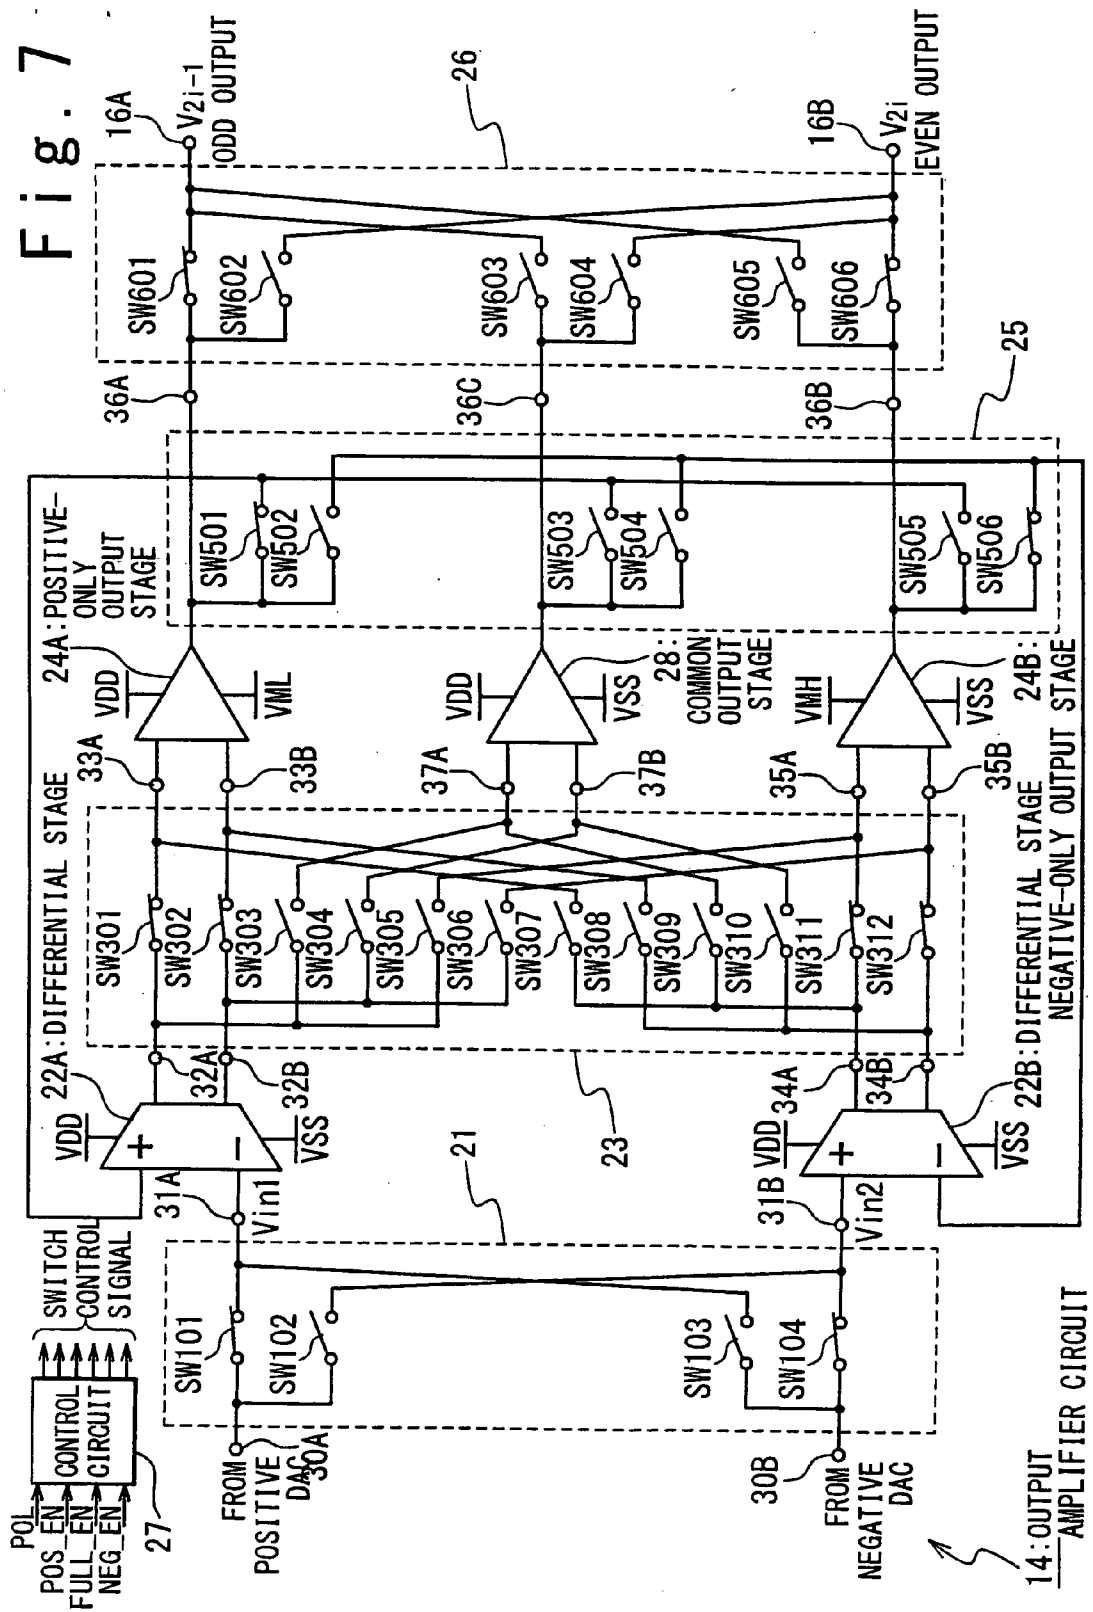 Fig. 7
POL
POS_EN
FULL_EN
NEG_EN
CONTROL
CIRCUIT
27
SWITCH
CONTROL
SIGNAL
FROM
POSITIVE
DAC
30A
SW101
SW102
SW103
SW104
30B
FROM
NEGATIVE
DAC
21
31A
Vin1
31B
Vin2
22A:DIFFERENTIAL STAGE
VDD
+
-
VSS
32A
32B
VDD
+
-
VSS
34A
34B
22B:DIFFERENTIAL STAGE
23
SW301
SW302
SW303
SW304
SW305
SW306
SW307
SW308
SW309
SW310
SW311
SW312
33A
33B
37A
37B
35A
35B
24A:POSITIVE-
ONLY
OUTPUT
STAGE
VDD
VML
VDD
VSS
28:
COMMON
OUTPUT
STAGE
VMH
VSS
24B:
NEGATIVE-ONLY OUTPUT STAGE
SW501
SW502
SW503
SW504
SW505
SW506
25
36A
36C
36B
SW601
SW602
SW603
SW604
SW605
SW606
26
16A
V2i-1
ODD OUTPUT
16B
V2i
EVEN OUTPUT
14:OUTPUT
AMPLIFIER CIRCUIT